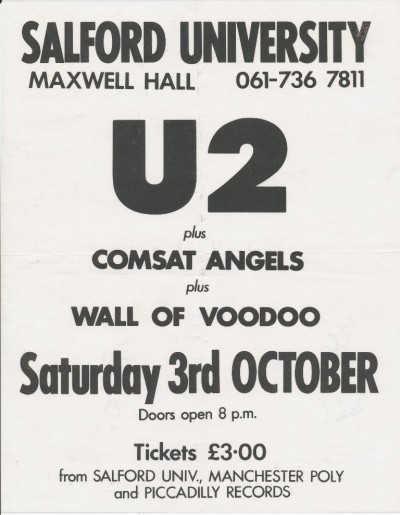 SALFORD UNIVERSITY
MAXWELL HALL 061-736 7811
U2
plus
COMSAT ANGELS
plus
WALL OF VOODOO
Saturday 3rd OCTOBER
Doors open 8 p.m.
Tickets £3·00
from SALFORD UNIV., MANCHESTER POLY
and PICCADILLY RECORDS